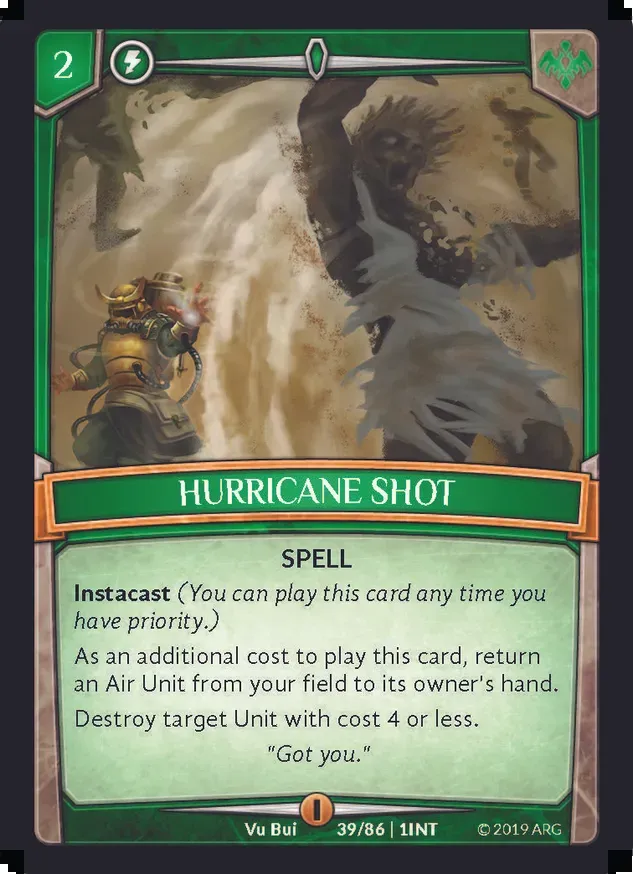 2
HURRICANE SHOT
SPELL
Instacast (You can play this card any time you
have priority.)
As an additional cost to play this card, return
an Air Unit from your field to its owner's hand.
Destroy target Unit with cost 4 or less.
"Got you."
I
Vu Bui 39/86 | 1INT © 2019 ARG